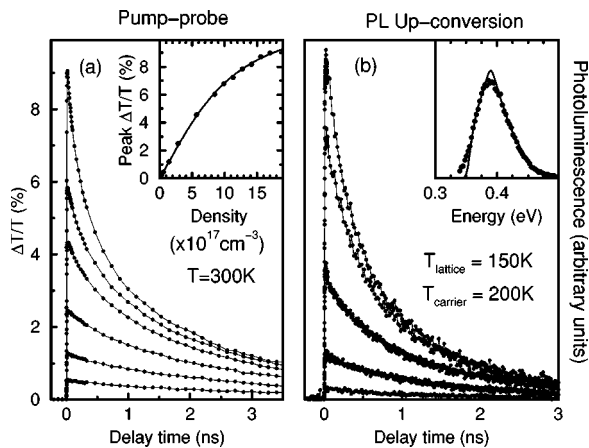 Pump–probe
PL Up–conversion
(a)
(b)
8
6
4
2
0
ΔT/T (%)
0
1
2
3
Delay time (ns)
8
6
4
2
0
Peak ΔT/T (%)
0
5
10
15
Density
(x10¹⁷cm⁻³)
T=300K
0.3
0.4
Energy (eV)
T_lattice = 150K
T_carrier = 200K
0
1
2
3
Delay time (ns)
Photoluminescence (arbitrary units)